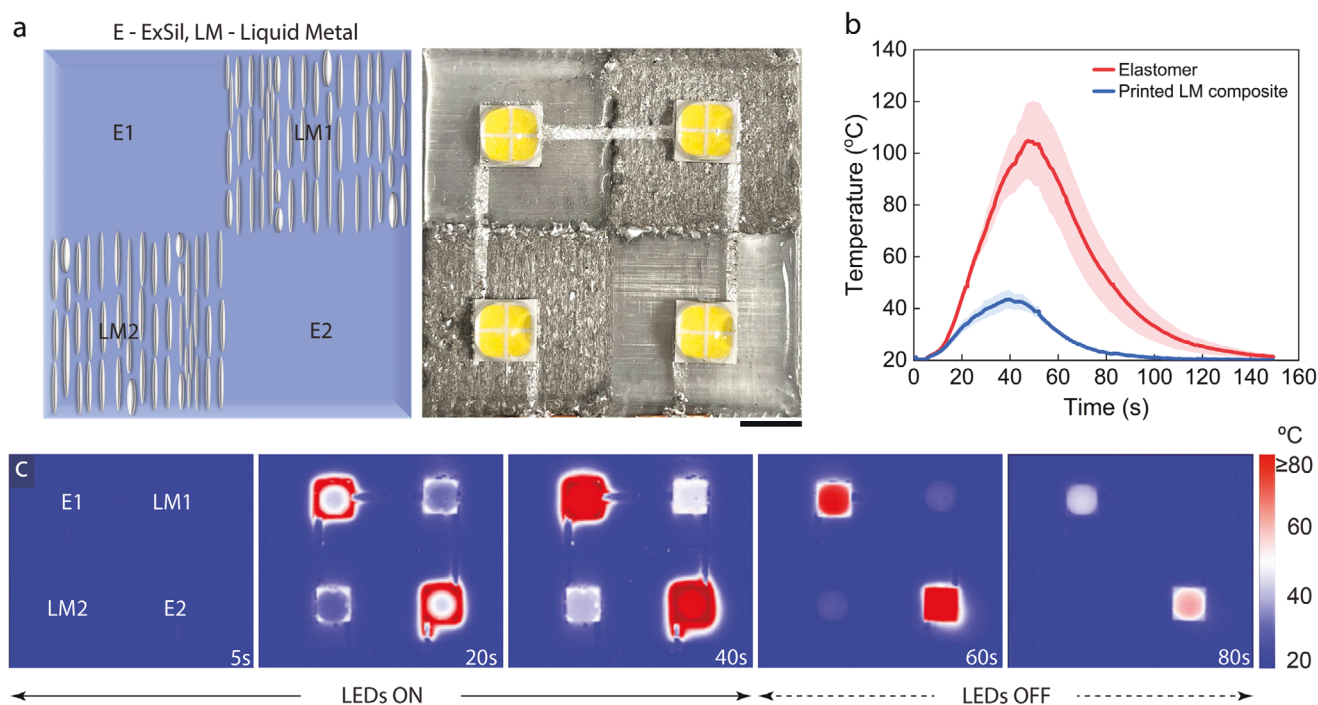 a
E - ExSil, LM - Liquid Metal
E1
LM1
LM2
E2
b
Temperature (ºC)
140
120
100
80
60
40
20
Elastomer
Printed LM composite
0 20 40 60 80 100 120 140 160
Time (s)
c
E1 LM1
LM2 E2
5s
20s
40s
60s
80s
ºC
≥80
60
40
20
LEDs ON
LEDs OFF